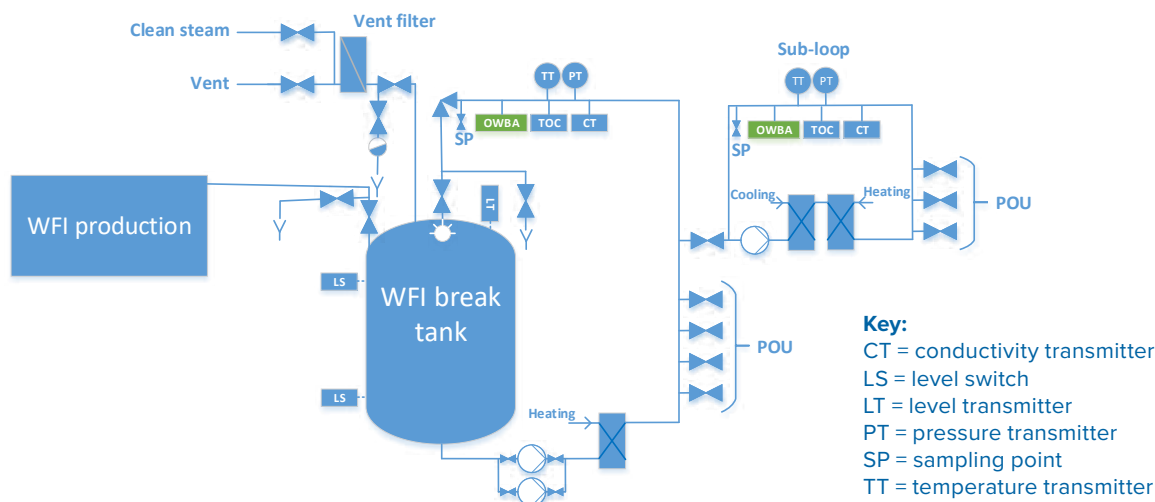 Clean steam
Vent filter
Vent
Sub-loop
TT
PT
TT
PT
OWBA
TOC
CT
SP
OWBA
TOC
CT
SP
WFI production
LT
Cooling
Heating
POU
LS
WFI break
tank
LS
POU
Heating
Key:
CT = conductivity transmitter
LS = level switch
LT = level transmitter
PT = pressure transmitter
SP = sampling point
TT = temperature transmitter